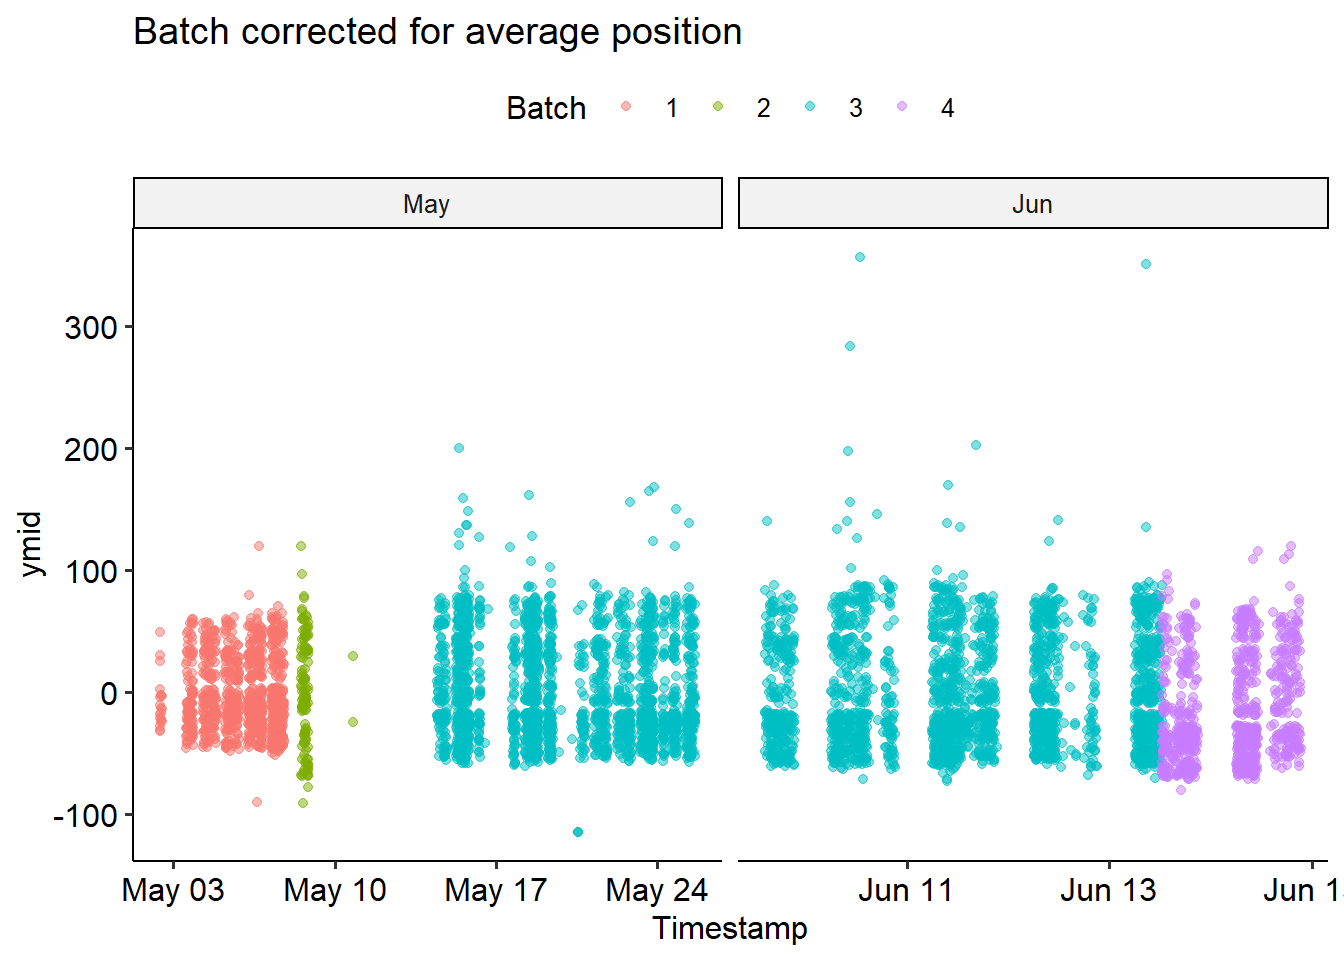 Batch corrected for average position
Batch 1 2 3 4
May Jun
300
200
100
0
-100
ymid
May 03 May 10 May 17 May 24 Jun 11 Jun 13 Jun
Timestamp